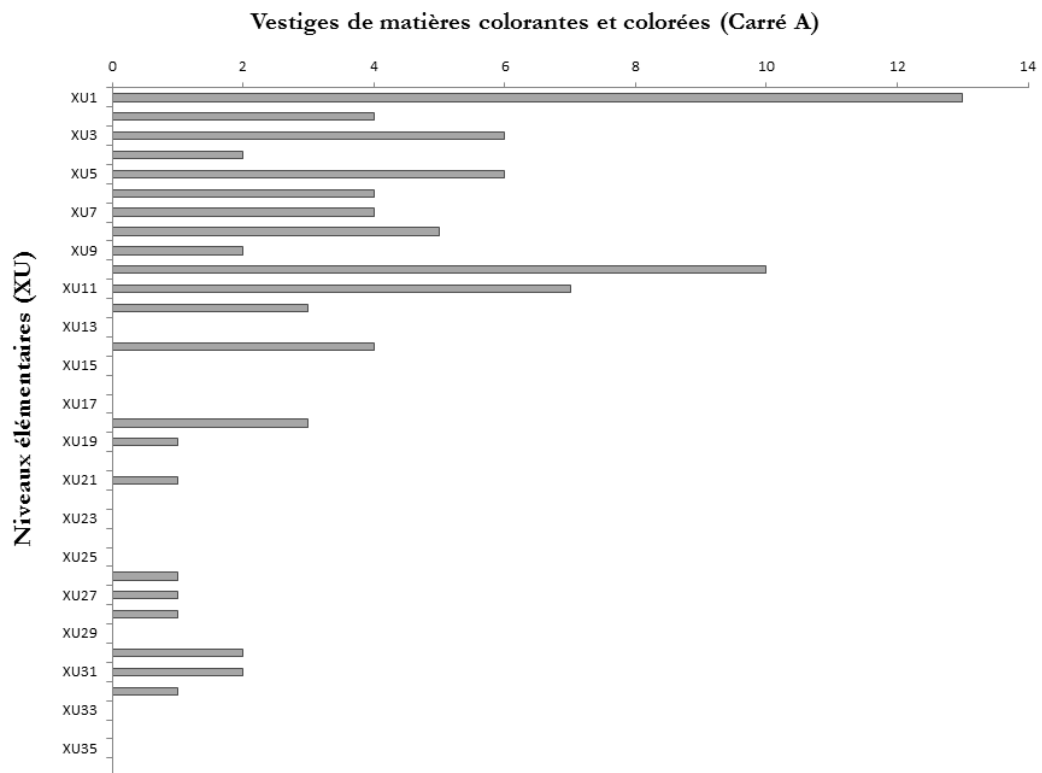 Vestiges de matières colorantes et colorées (Carré A)
0 2 4 6 8 10 12 14
Niveaux élémentaires (XU)
XU1
XU3
XU5
XU7
XU9
XU11
XU13
XU15
XU17
XU19
XU21
XU23
XU25
XU27
XU29
XU31
XU33
XU35